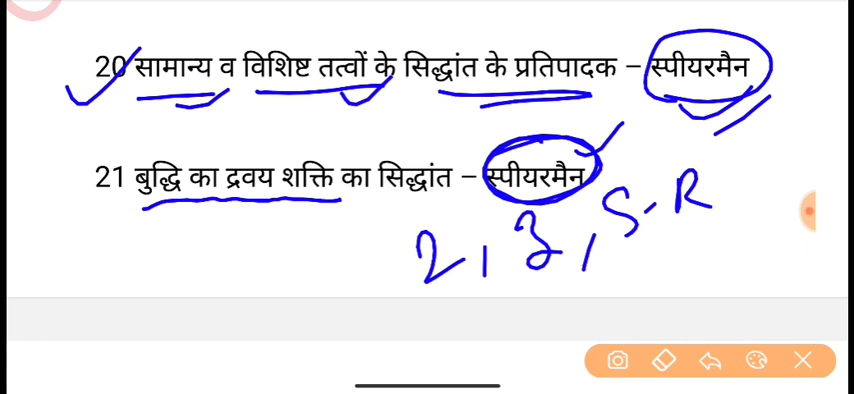 20 सामान्य व विशिष्ट तत्वों के सिद्धांत के प्रतिपादक – स्पीयरमैन
21 बुद्धि का द्रवय शक्ति का सिद्धांत – स्पीयरमैन
2, 3, S-R